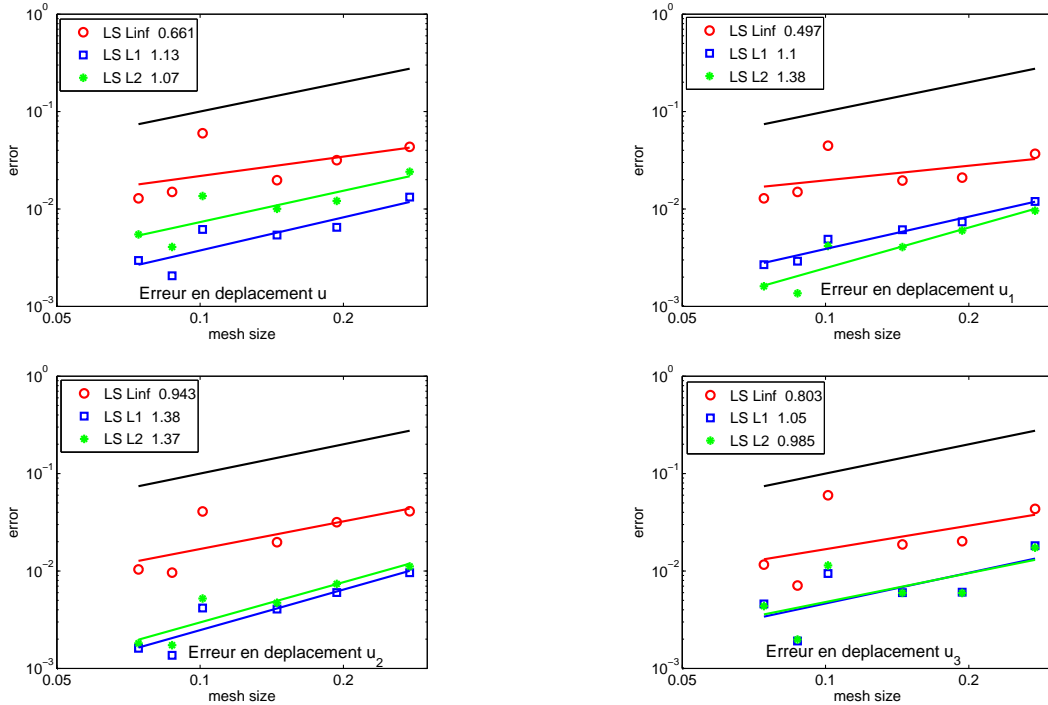 10^0
10^-1
10^-2
10^-3
error
LS Linf 0.661
LS L1 1.13
LS L2 1.07
Erreur en deplacement u
0.05
0.1
0.2
mesh size
10^0
10^-1
10^-2
10^-3
error
LS Linf 0.497
LS L1 1.1
LS L2 1.38
Erreur en deplacement u_1
0.05
0.1
0.2
mesh size
10^0
10^-1
10^-2
10^-3
error
LS Linf 0.943
LS L1 1.38
LS L2 1.37
Erreur en deplacement u_2
0.05
0.1
0.2
mesh size
10^0
10^-1
10^-2
10^-3
error
LS Linf 0.803
LS L1 1.05
LS L2 0.985
Erreur en deplacement u_3
0.05
0.1
0.2
mesh size